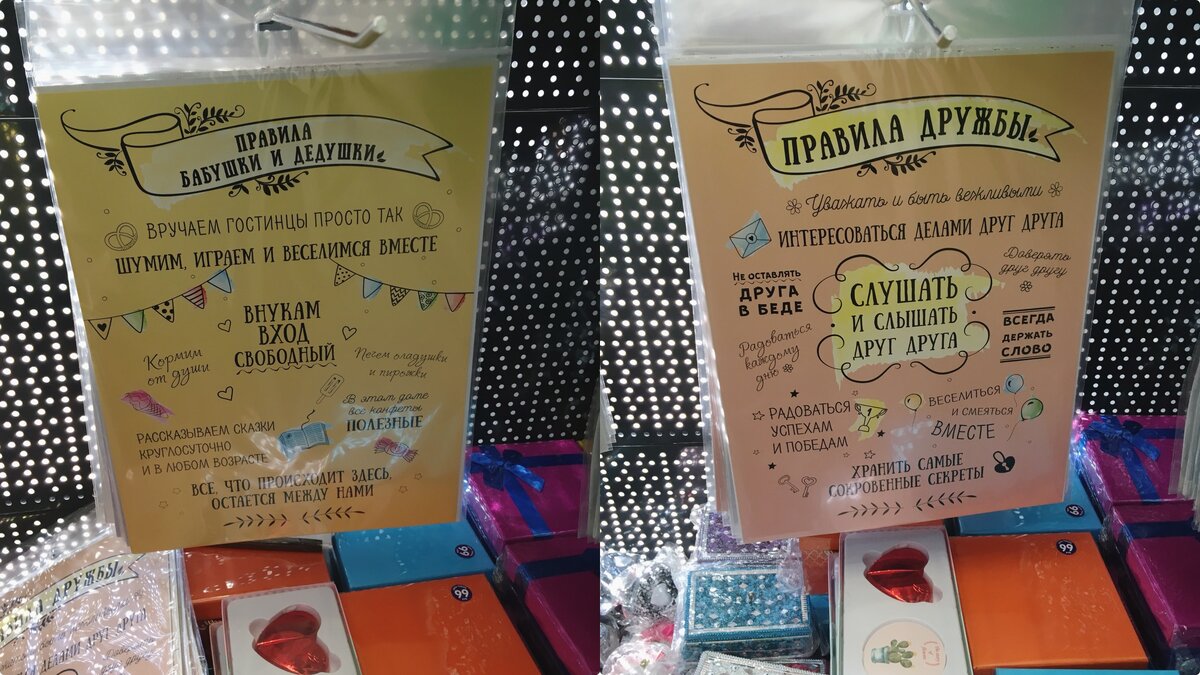 ПРАВИЛА
БАБУШКИ И ДЕДУШКИ
ВРУЧАЕМ ГОСТИНЦЫ ПРОСТО ТАК
ШУМИМ, ИГРАЕМ И ВЕСЕЛИМСЯ ВМЕСТЕ
ВНУКАМ
ВХОД
СВОБОДНЫЙ
Кормим
от души
Печем оладушки
и пирожки
В этом доме
все конфеты
ПОЛЕЗНЫЕ
РАССКАЗЫВАЕМ СКАЗКИ
КРУГЛОСУТОЧНО
И В ЛЮБОМ ВОЗРАСТЕ
ВСЕ, ЧТО ПРОИСХОДИТ ЗДЕСЬ,
ОСТАЕТСЯ МЕЖДУ НАМИ
ДРУЖБЫ
99
99
ПРАВИЛА ДРУЖБЫ
Уважать и быть вежливыми
ИНТЕРЕСОВАТЬСЯ ДЕЛАМИ ДРУГ ДРУГА
Не оставлять
ДРУГА
В БЕДЕ
Доверять
друг другу
СЛУШАТЬ
И СЛЫШАТЬ
ДРУГ ДРУГА
Радоваться
каждому
дню
ВСЕГДА
ДЕРЖАТЬ
СЛОВО
РАДОВАТЬСЯ
УСПЕХАМ
И ПОБЕДАМ
ВЕСЕЛИТЬСЯ
И СМЕЯТЬСЯ
ВМЕСТЕ
ХРАНИТЬ САМЫЕ
СОКРОВЕННЫЕ СЕКРЕТЫ
99
99